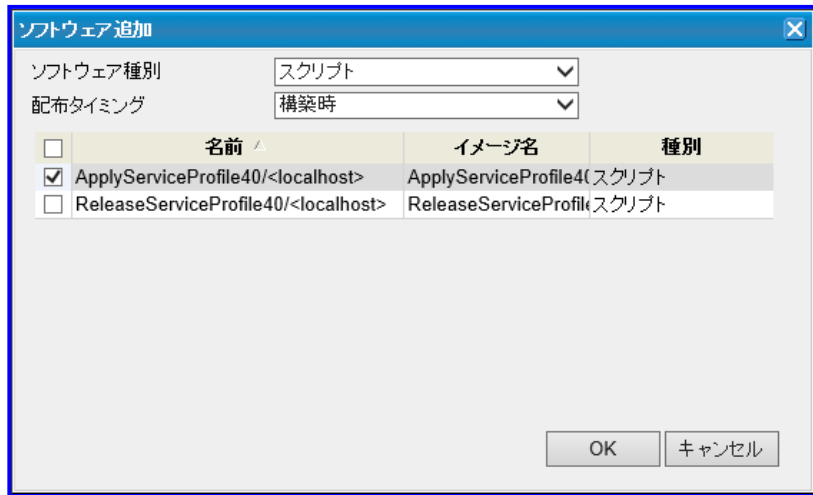 ソフトウェア追加
ソフトウェア種別 スクリプト
配布タイミング 構築時
名前 イメージ名 種別
ApplyServiceProfile40/<localhost> ApplyServiceProfile4( スクリプト
ReleaseServiceProfile40/<localhost> ReleaseServiceProfile スクリプト
OK キャンセル